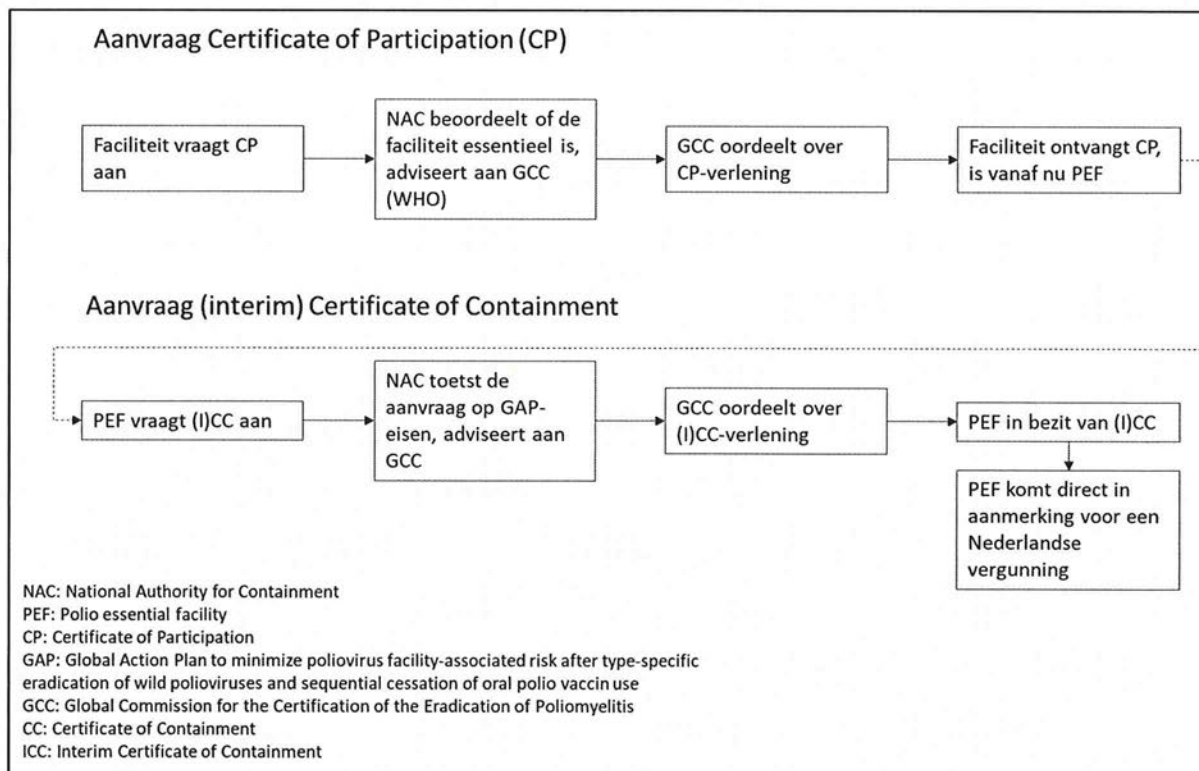 Aanvraag Certificate of Participation (CP)
Faciliteit vraagt CP
aan
NAC beoordeelt of de
faciliteit essentieel is,
adviseert aan GCC
(WHO)
GCC oordeelt over
CP-verlening
Faciliteit ontvangt CP,
is vanaf nu PEF
Aanvraag (interim) Certificate of Containment
PEF vraagt (I)CC aan
NAC toetst de
aanvraag op GAP-
eisen, adviseert aan
GCC
GCC oordeelt over
(I)CC-verlening
PEF in bezit van (I)CC
PEF komt direct in
aanmerking voor een
Nederlandse
vergunning
NAC: National Authority for Containment
PEF: Polio essential facility
CP: Certificate of Participation
GAP: Global Action Plan to minimize poliovirus facility-associated risk after type-specific
eradication of wild polioviruses and sequential cessation of oral polio vaccin use
GCC: Global Commission for the Certification of the Eradication of Poliomyelitis
CC: Certificate of Containment
ICC: Interim Certificate of Containment